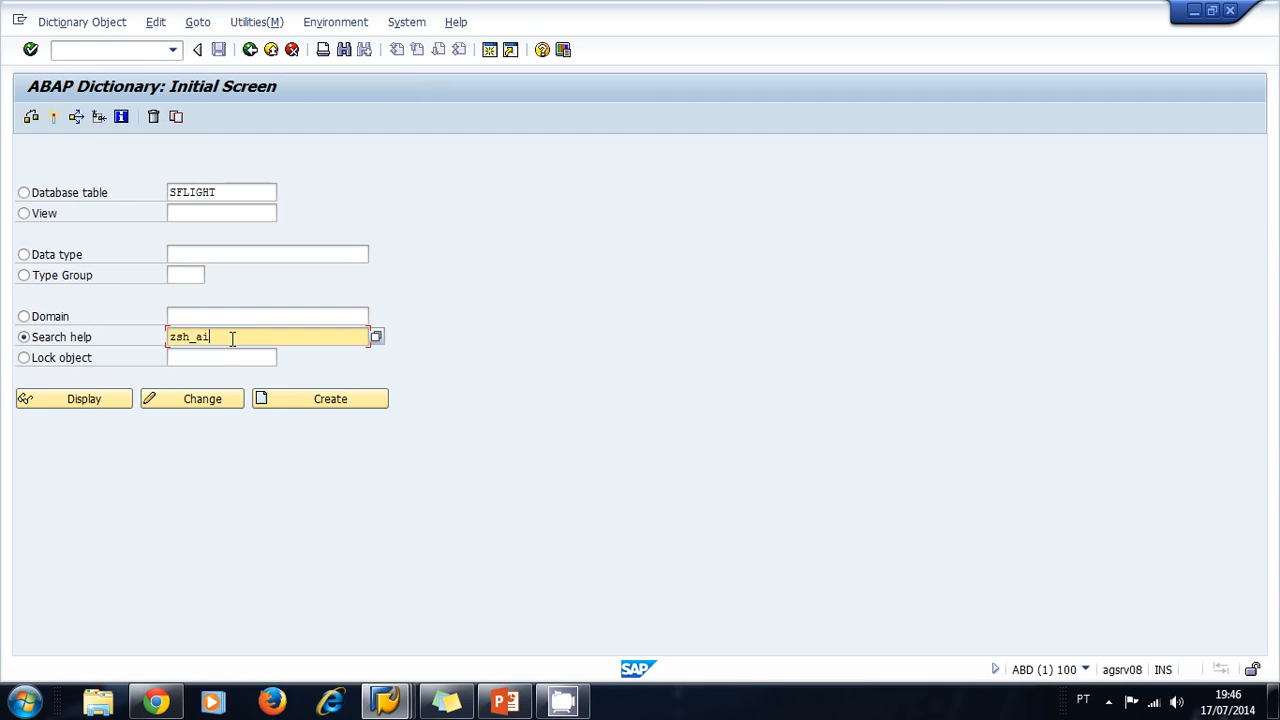 Dictionary Object Edit Goto Utilities(M) Environment System Help
ABAP Dictionary: Initial Screen
Database table SFLIGHT
View
Data type
Type Group
Domain
Search help zsh_ai
Lock object
Display Change Create
SAP ABD (1) 100 agsrv08 INS
PT 19:46
17/07/2014